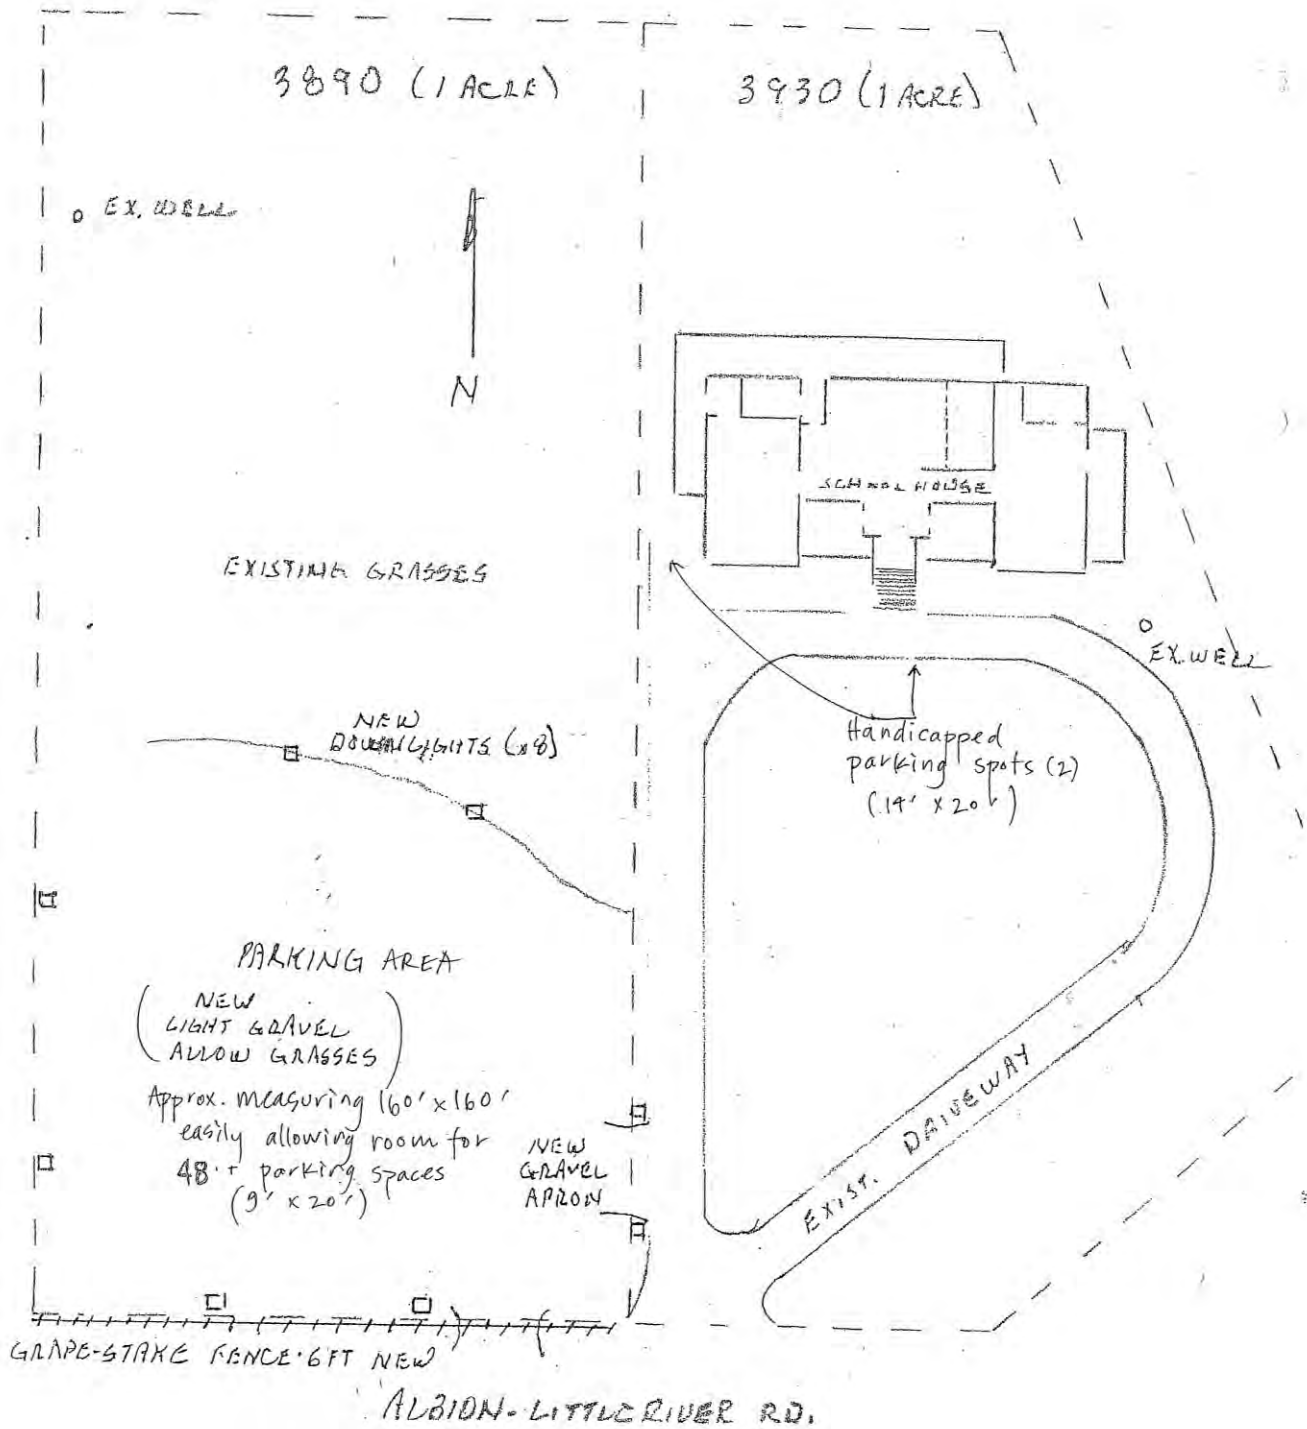 3890 (1 ACRE)
3930 (1 ACRE)
EX. WELL
N
SCHOOL HOUSE
EXISTING GRASSES
EX. WELL
NEW
DOWNLIGHTS (x8)
Handicapped
parking spots (2)
(14' x 20')
PARKING AREA
(NEW
LIGHT GRAVEL
ALLOW GRASSES)
Approx. measuring 160' x 160'
easily allowing room for
48+ parking spaces
(9' x 20')
NEW
GRAVEL
APRON
EXIST. DRIVEWAY
GRAPE-STAKE FENCE·6FT NEW
ALBION-LITTLE RIVER RD.